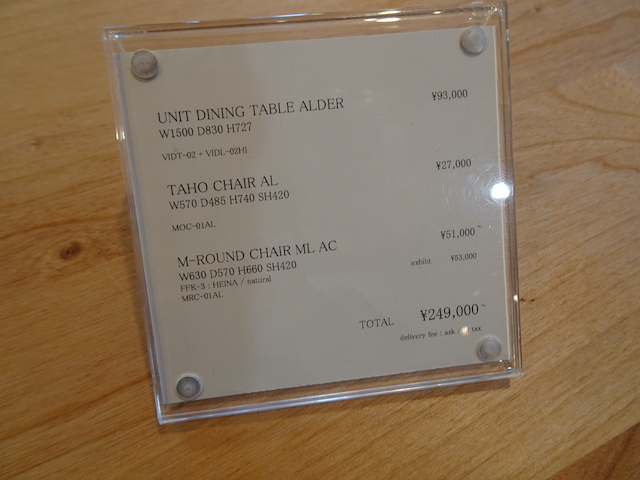 UNIT DINING TABLE ALDER ¥93,000
W1500 D830 H727
VIDT-02 + VIDL-02H1
TAHO CHAIR AL ¥27,000
W570 D485 H740 SH420
MOC-01AL
M-ROUND CHAIR ML AC ¥51,000~
W630 D570 H660 SH420 exhibt ¥53,000
FFK-3 : HEINA / natural
MRC-01AL
TOTAL ¥249,000~
delivery fee : ask / tax